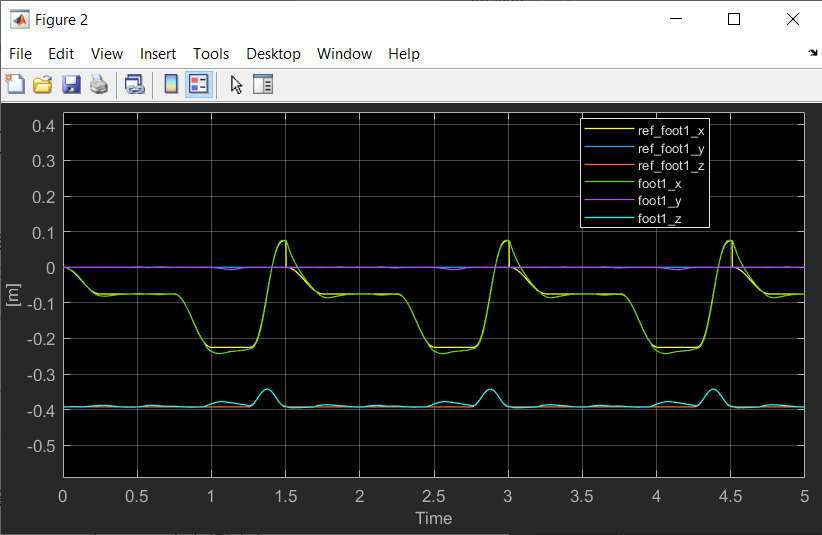 Figure 2
File Edit View Insert Tools Desktop Window Help
ref_foot1_x
ref_foot1_y
ref_foot1_z
foot1_x
foot1_y
foot1_z
0.4
0.3
0.2
0.1
0
-0.1
-0.2
-0.3
-0.4
-0.5
[m]
0 0.5 1 1.5 2 2.5 3 3.5 4 4.5 5
Time